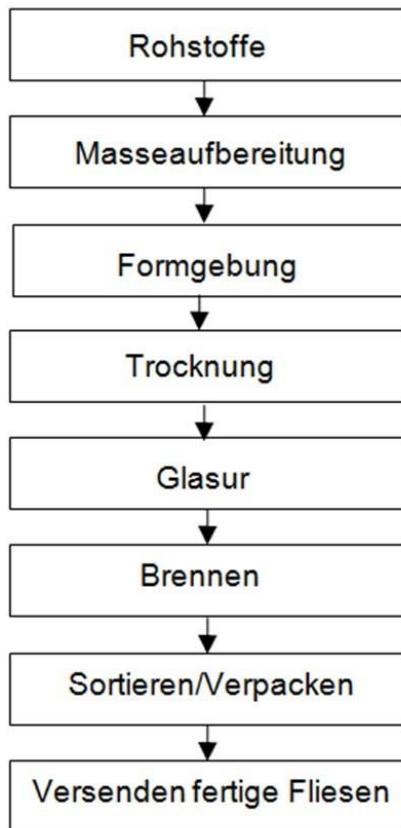 Rohstoffe
Masseaufbereitung
Formgebung
Trocknung
Glasur
Brennen
Sortieren/Verpacken
Versenden fertige Fliesen